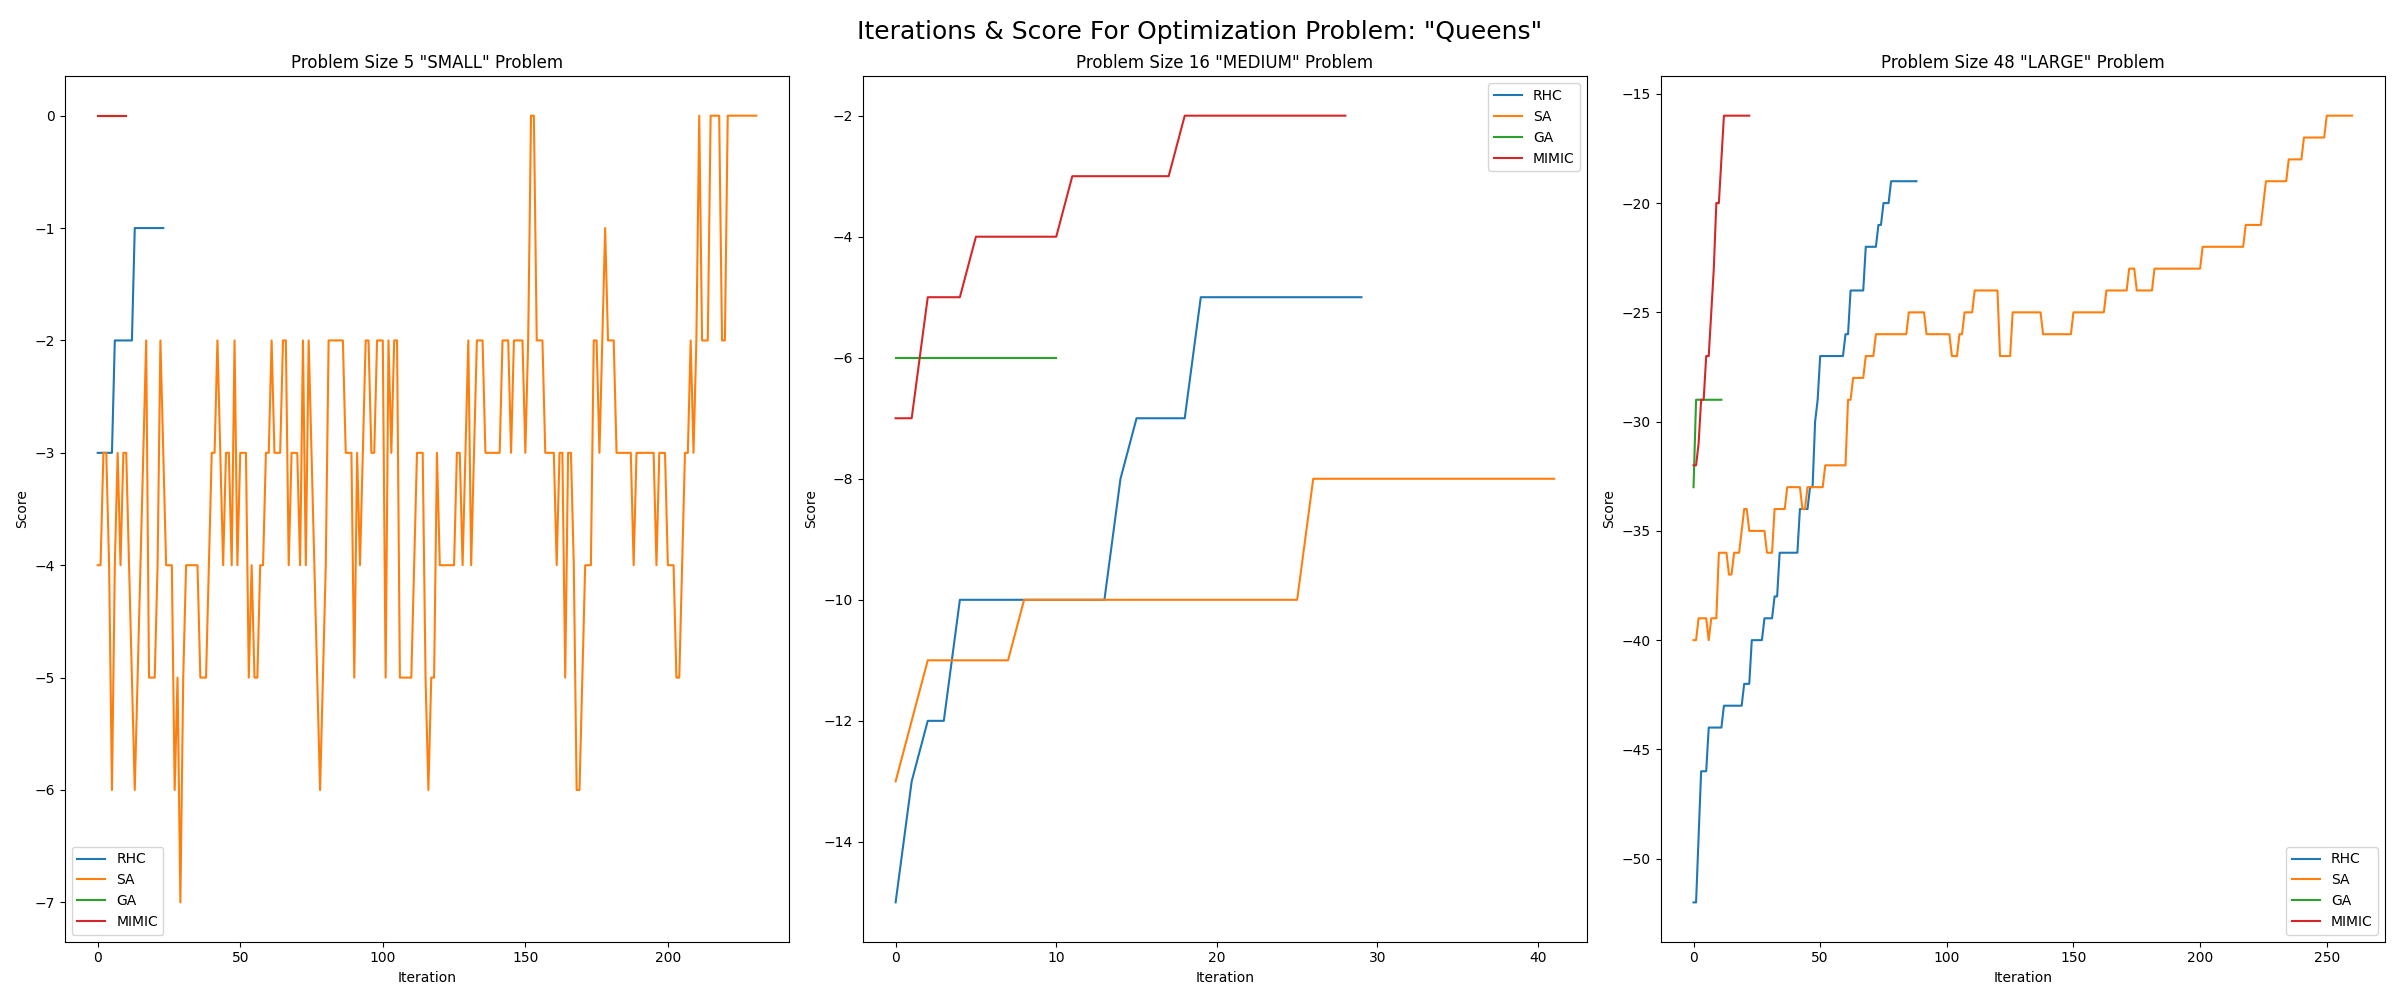 Iterations & Score For Optimization Problem: "Queens"
Problem Size 5 "SMALL" Problem
0
−1
−2
−3
−4
−5
−6
−7
Score
RHC
SA
GA
MIMIC
0
50
100
150
200
Iteration
Problem Size 16 "MEDIUM" Problem
−2
−4
−6
−8
−10
−12
−14
Score
RHC
SA
GA
MIMIC
0
10
20
30
40
Iteration
Problem Size 48 "LARGE" Problem
−15
−20
−25
−30
−35
−40
−45
−50
Score
RHC
SA
GA
MIMIC
0
50
100
150
200
250
Iteration